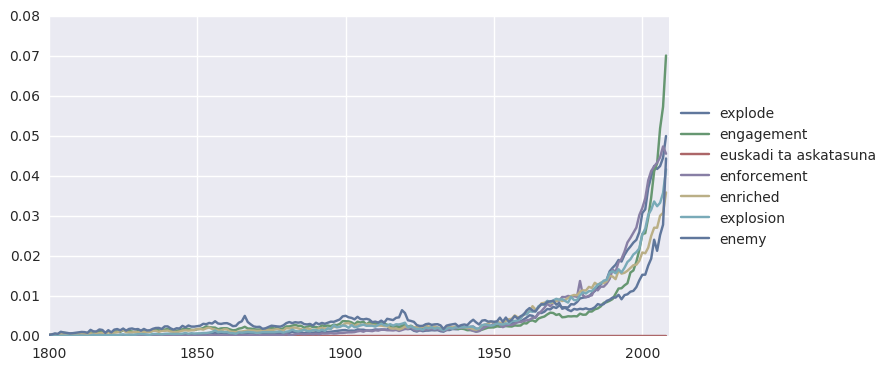 0.08
0.07
0.06
0.05
0.04
0.03
0.02
0.01
0.00
1800 1850 1900 1950 2000
explode
engagement
euskadi ta askatasuna
enforcement
enriched
explosion
enemy